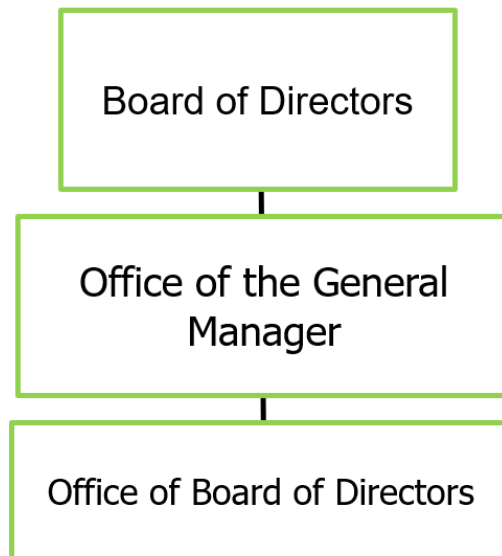 Board of Directors
Office of the General
Manager
Office of Board of Directors